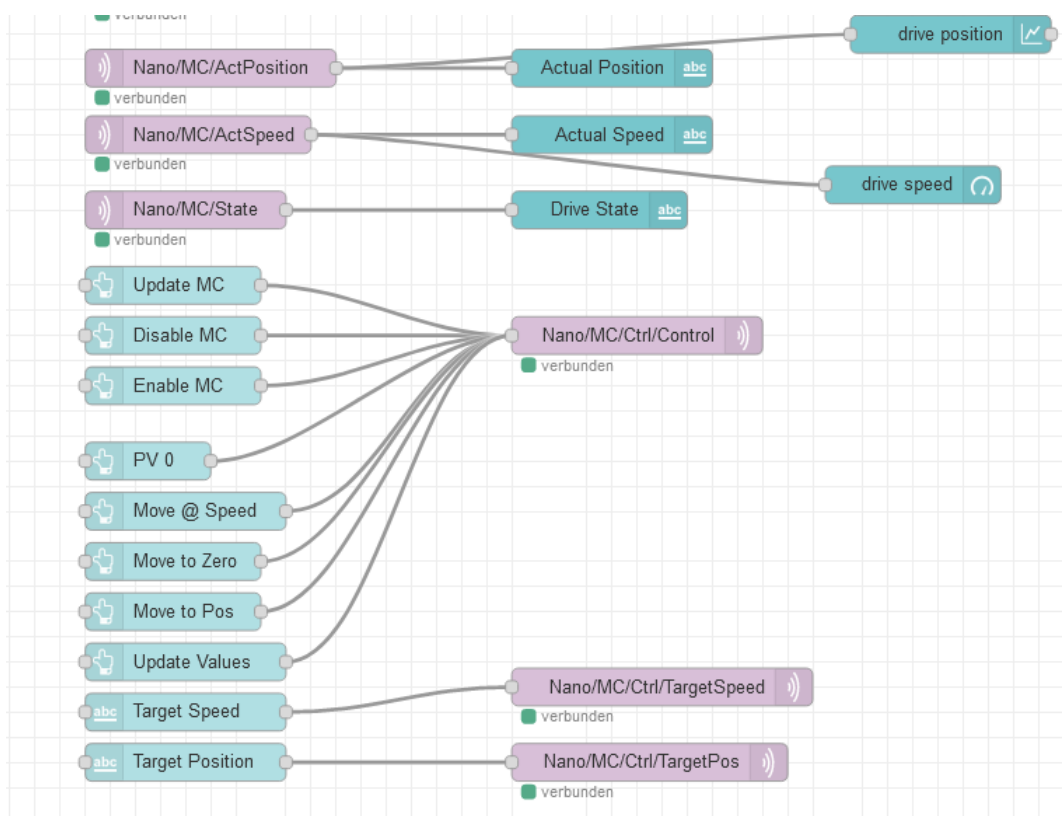 verbunden
drive position
Nano/MC/ActPosition
Actual Position abc
verbunden
Nano/MC/ActSpeed
Actual Speed abc
verbunden
drive speed
Nano/MC/State
Drive State abc
verbunden
Update MC
Disable MC
Nano/MC/Ctrl/Control
verbunden
Enable MC
PV 0
Move @ Speed
Move to Zero
Move to Pos
Update Values
Nano/MC/Ctrl/TargetSpeed
verbunden
abc Target Speed
abc Target Position
Nano/MC/Ctrl/TargetPos
verbunden